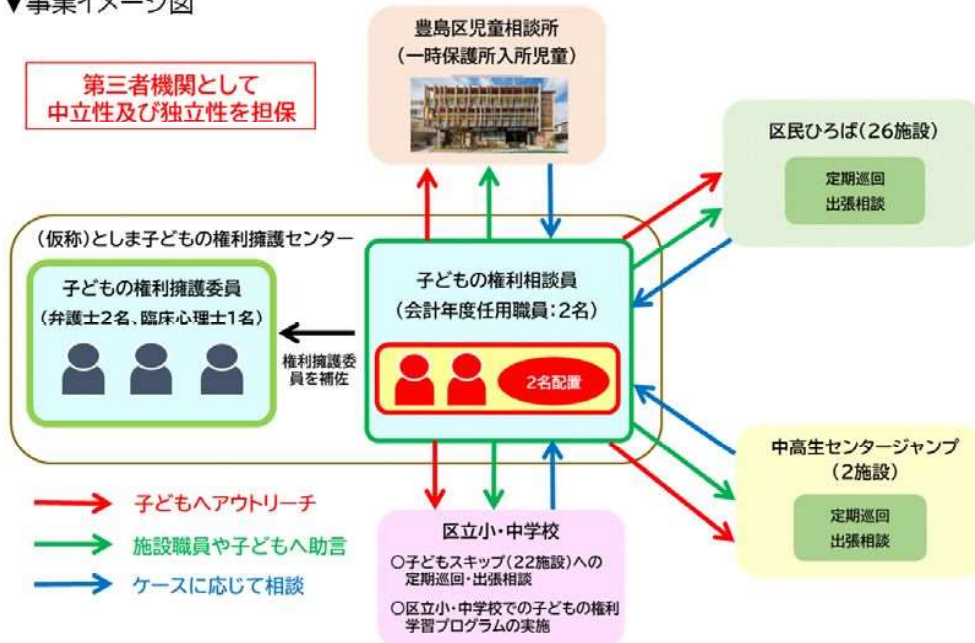 ▼事業イメージ図
豊島区児童相談所
(一時保護所入所児童)
第三者機関として
中立性及び独立性を担保
区民ひろば(26施設)
定期巡回
出張相談
(仮称)としま子どもの権利擁護センター
子どもの権利擁護委員
(弁護士2名、臨床心理士1名)
権利擁護委
員を補佐
子どもの権利相談員
(会計年度任用職員:2名)
2名配置
中高生センタージャンプ
(2施設)
定期巡回
出張相談
子どもへアウトリーチ
施設職員や子どもへ助言
ケースに応じて相談
区立小・中学校
○子どもスキップ(22施設)への
定期巡回・出張相談
○区立小・中学校での子どもの権利
学習プログラムの実施